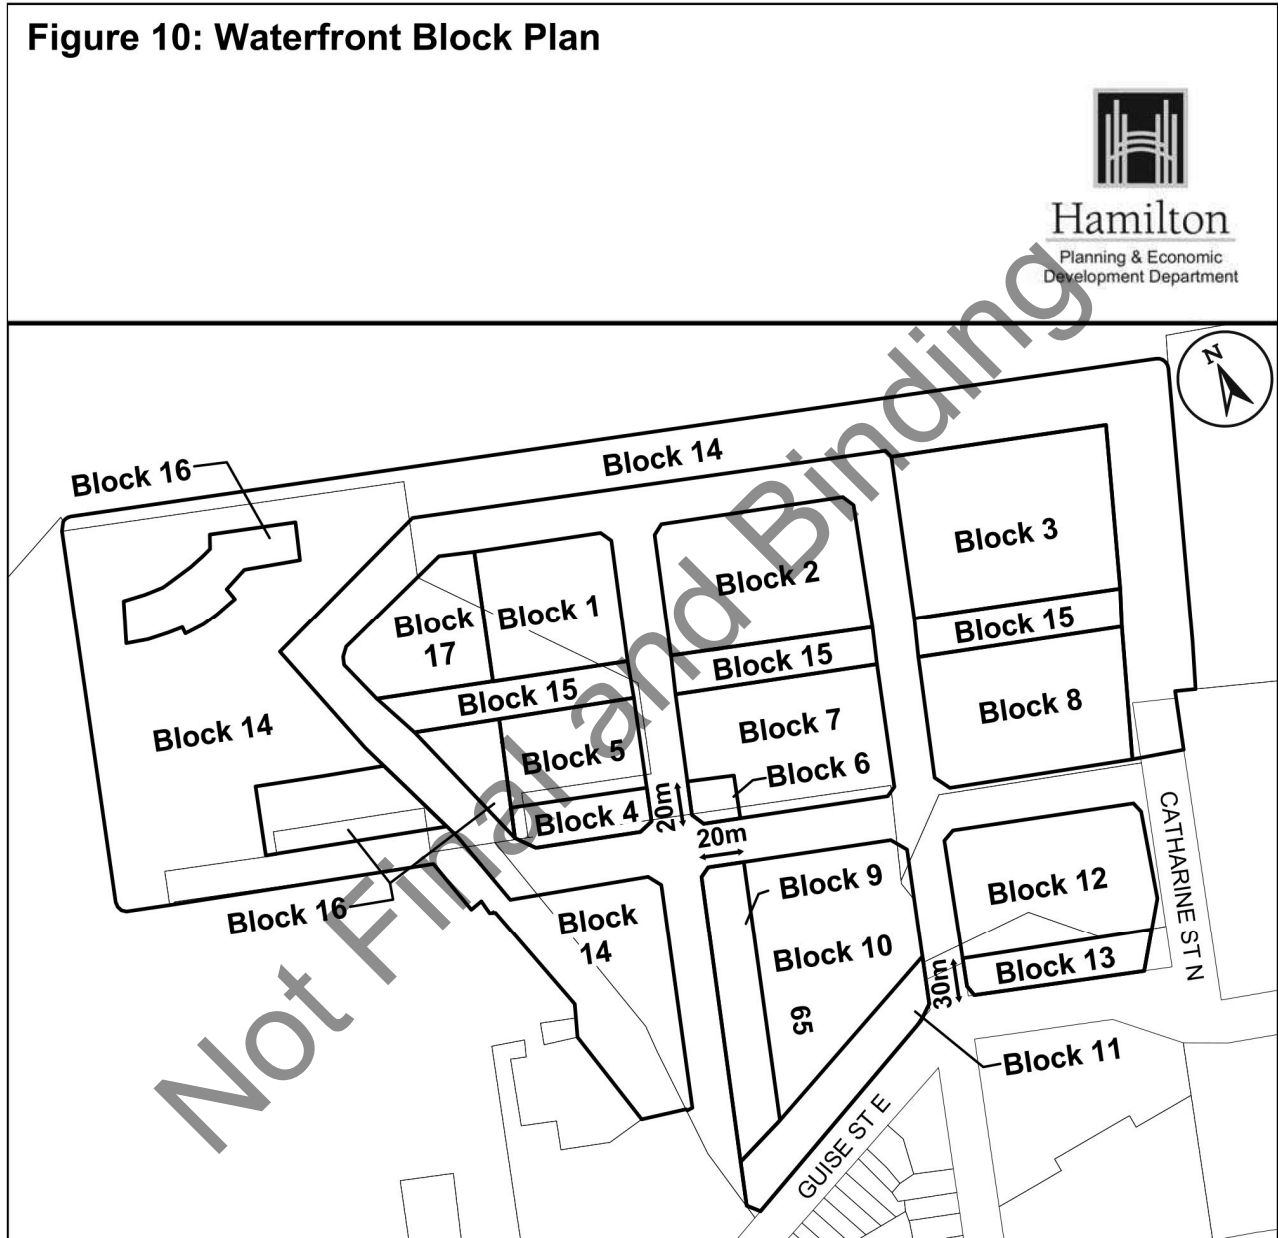 Figure 10: Waterfront Block Plan
Hamilton
Planning & Economic
Development Department
N
Block 16
Block 14
Block 3
Block 2
Block 1
Block
17
Block 15
Block 15
Block 15
Block 14
Block 8
Block 7
Block 5
Block 6
Block 4
20m
20m
CATHARINE ST N
Block 9
Block 12
Block 16
Block
14
Block 10
Block 13
30m
65
Block 11
GUISE ST E
Not Final and Binding